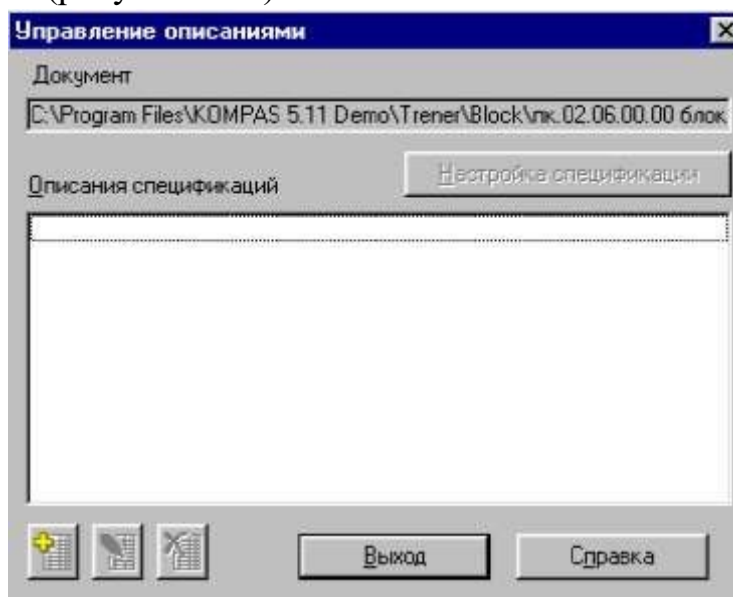 Управление описаниями
Документ
C:\Program Files\KOMPAS 5.11 Demo\Trener\Block\пк.02.06.00.00 блок
Описания спецификаций
Настройка спецификации
Выход
Справка